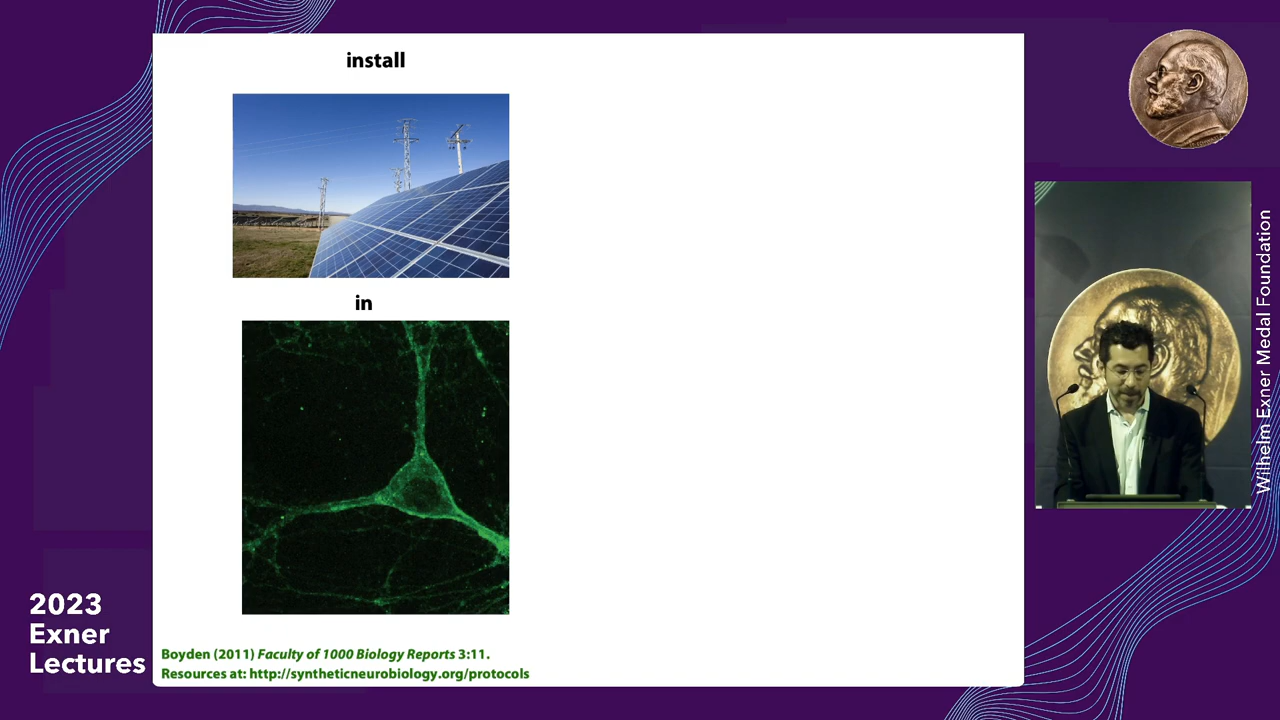 install
in
Boyden (2011) Faculty of 1000 Biology Reports 3:11.
Resources at: http://syntheticneurobiology.org/protocols
2023
Exner
Lectures
Wilhelm Exner Medal Foundation